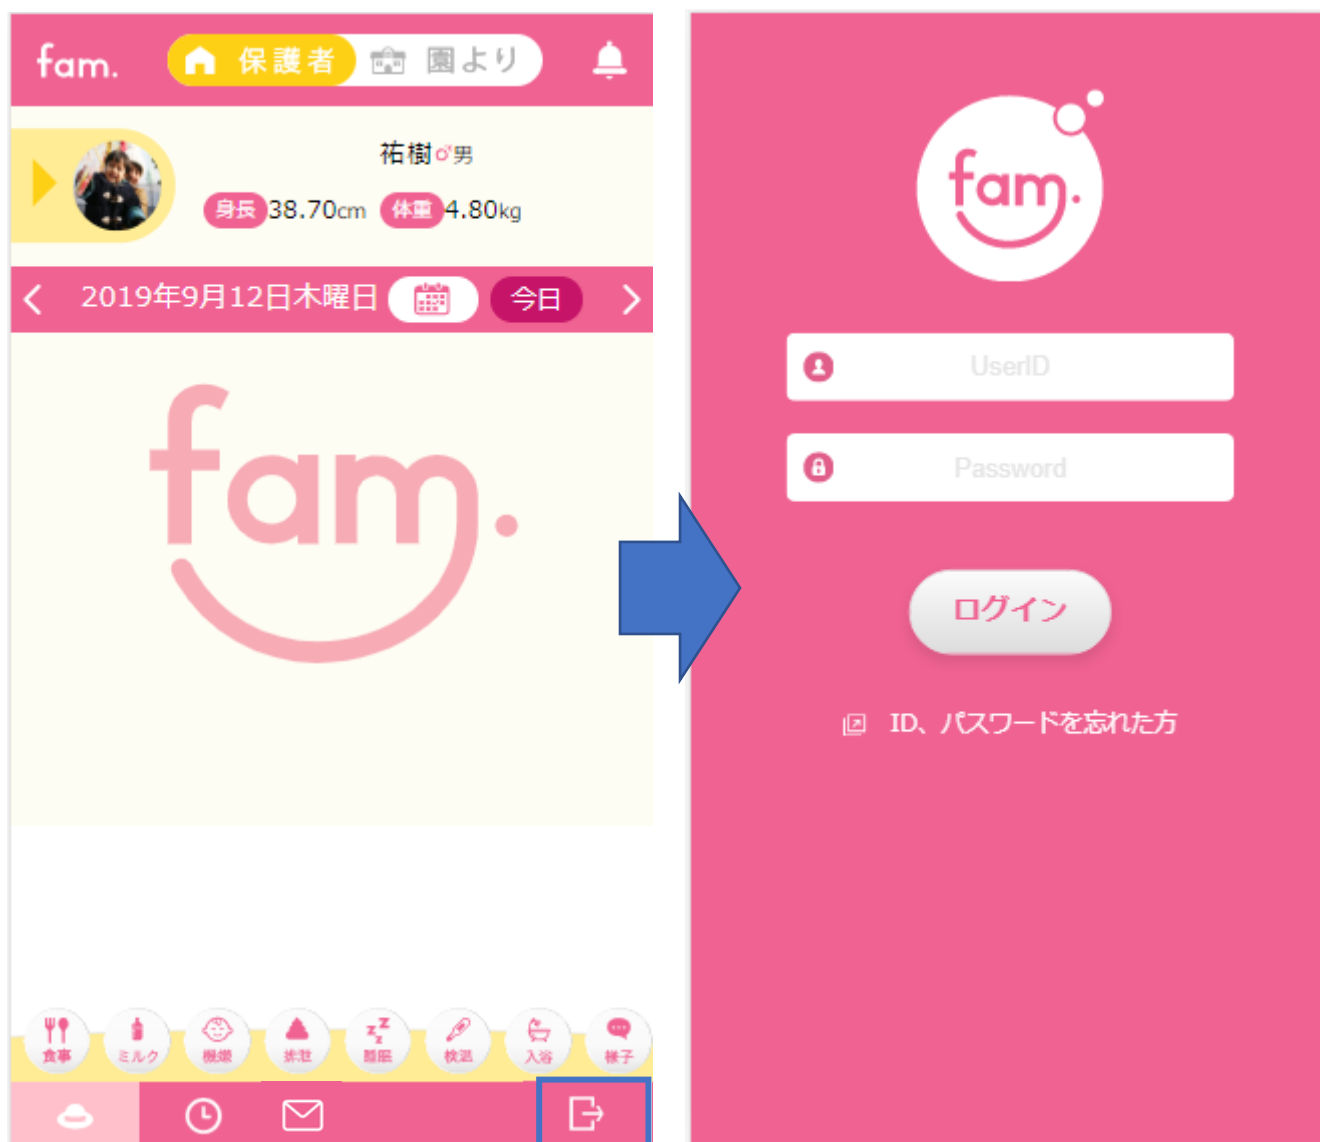 fam.
保護者
園より
祐樹♂男
身長 38.70cm 体重 4.80kg
2019年9月12日木曜日
今日
fam.
食事
ミルク
機嫌
排泄
睡眠
検温
入浴
様子
fam.
UserID
Password
ログイン
ID、パスワードを忘れた方